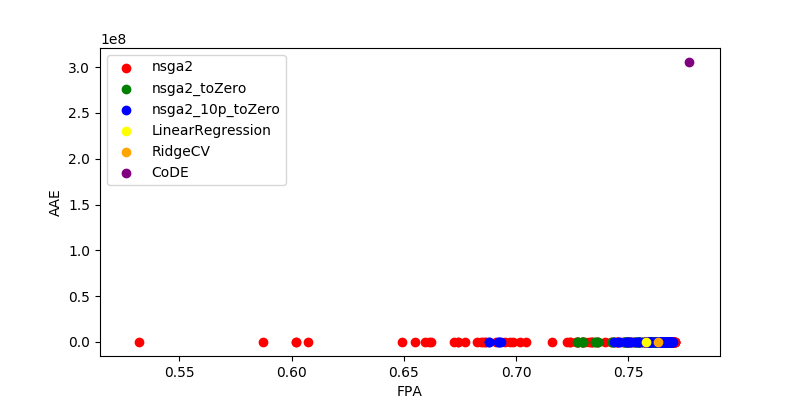 1e8
3.0
2.5
2.0
1.5
1.0
0.5
0.0
AAE
nsga2
nsga2_toZero
nsga2_10p_toZero
LinearRegression
RidgeCV
CoDE
0.55
0.60
0.65
0.70
0.75
FPA